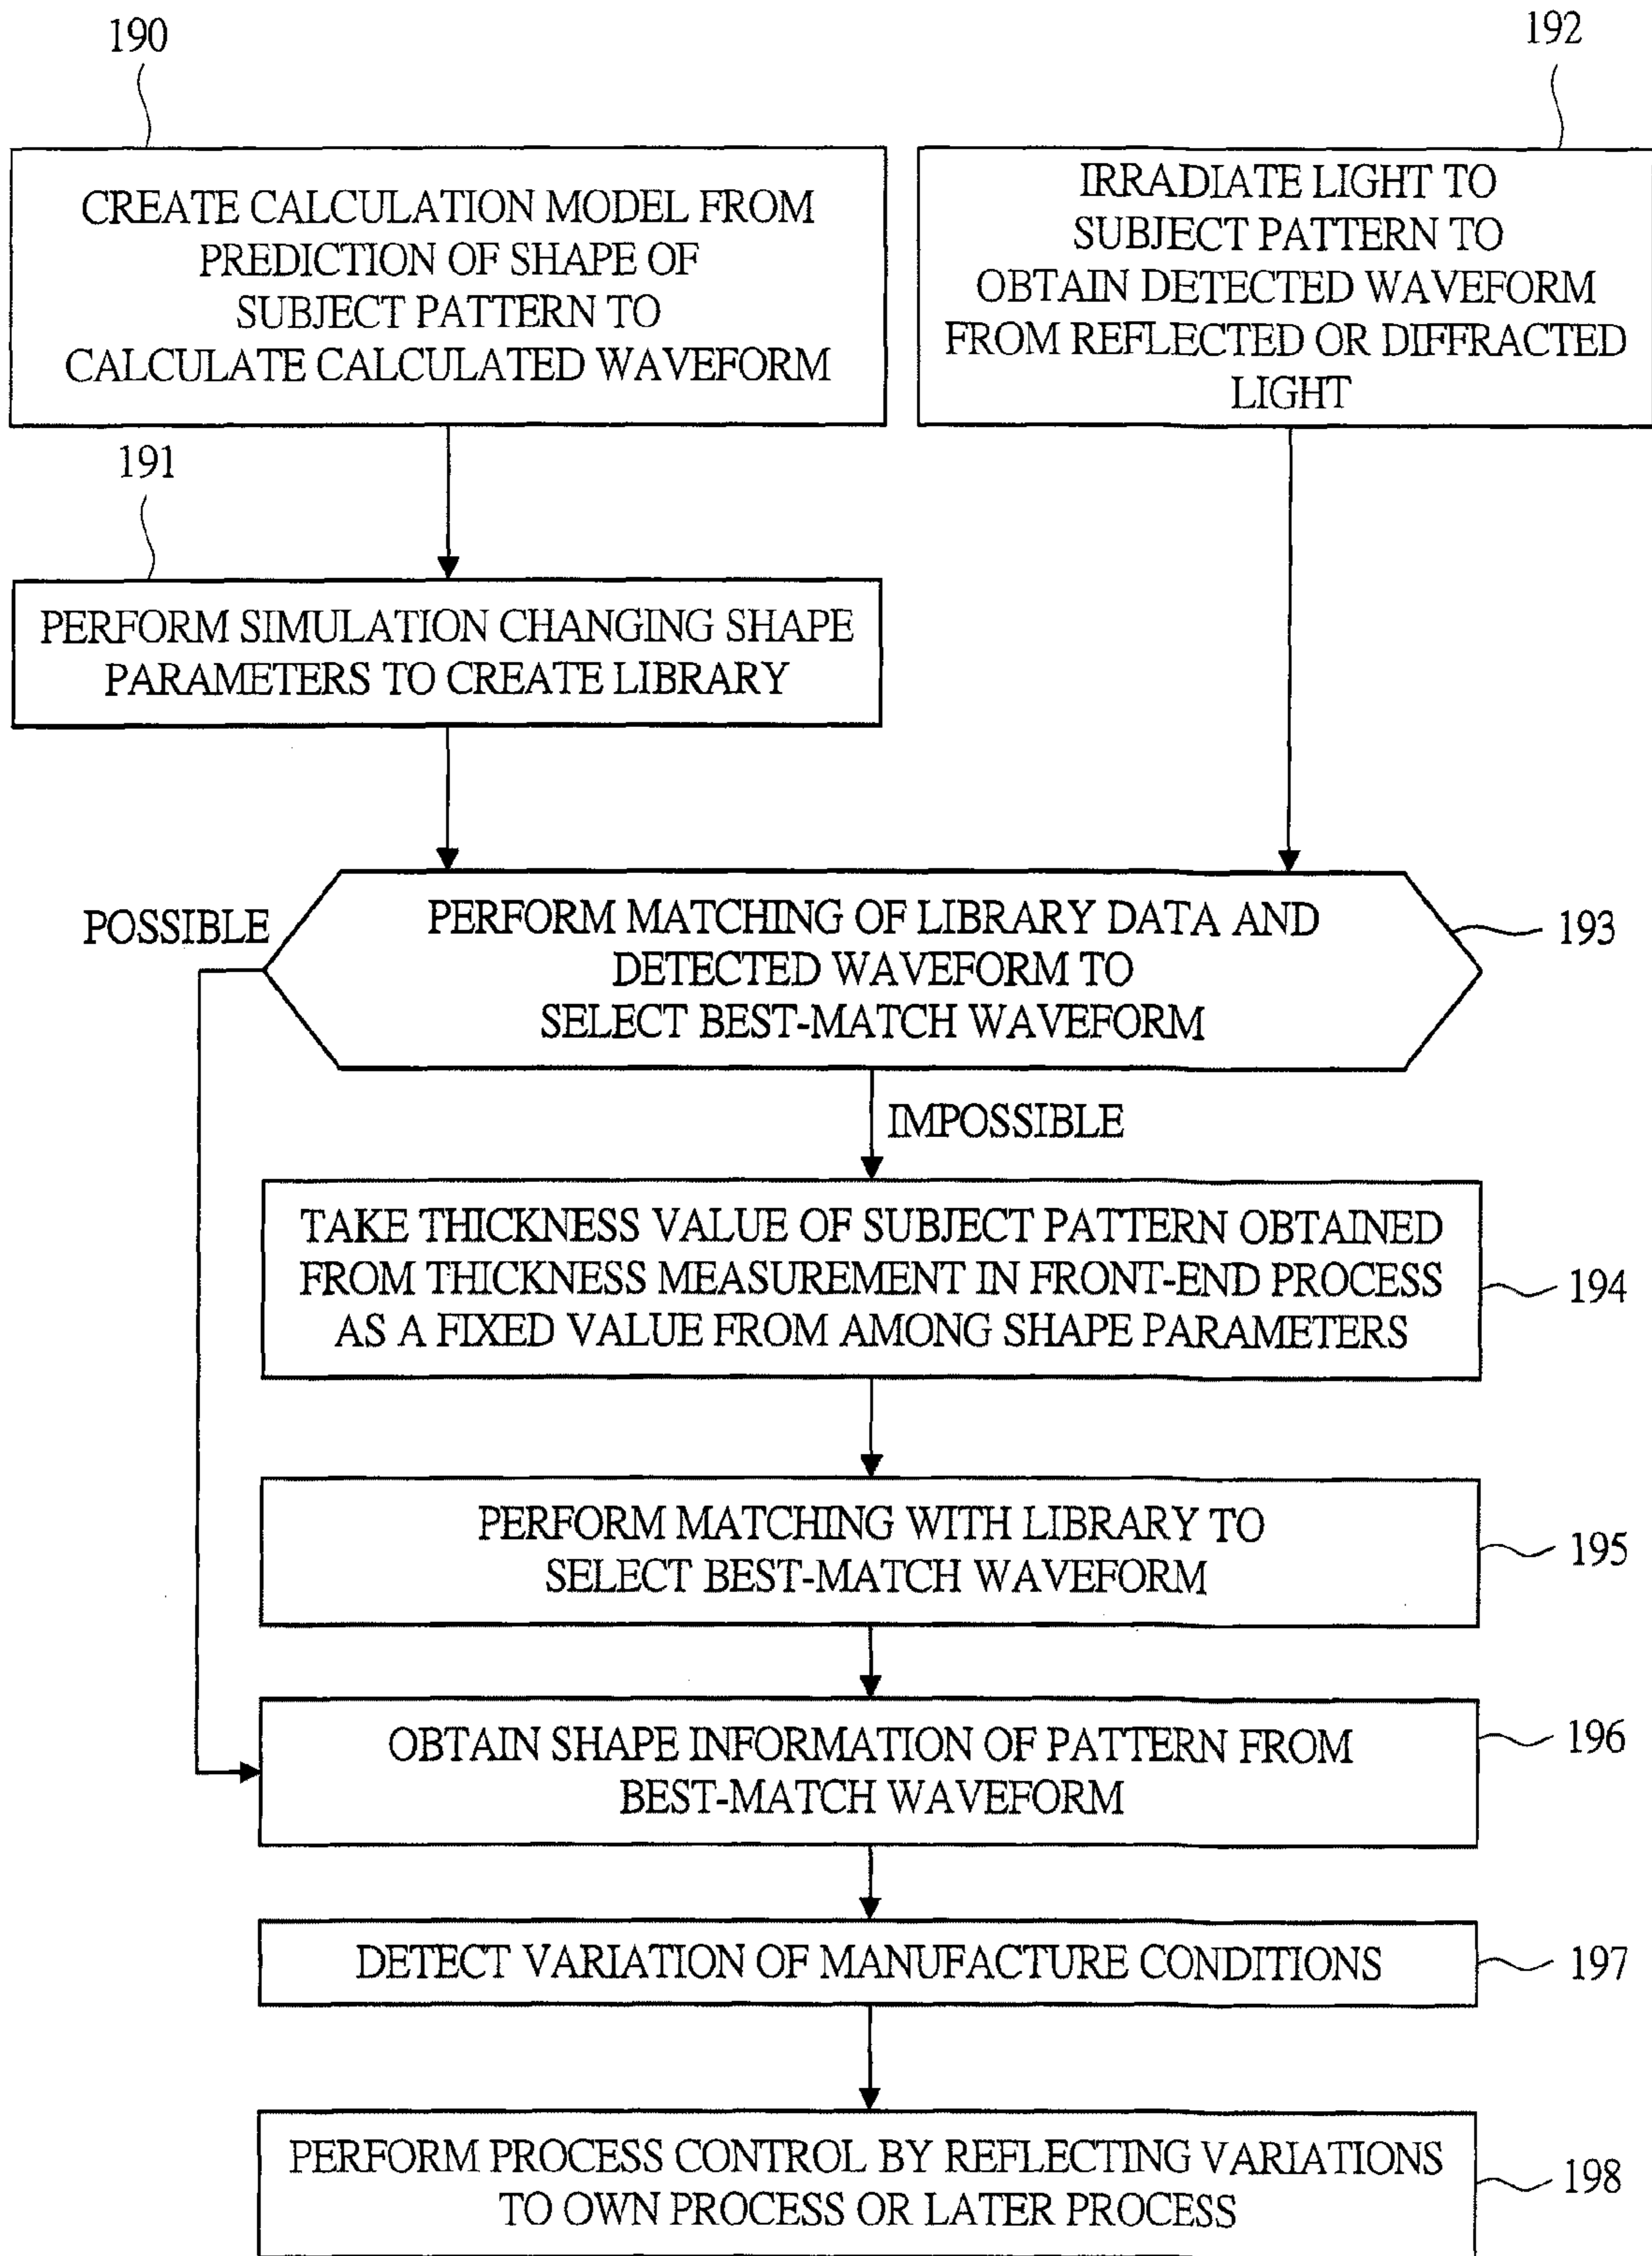 190
192
CREATE CALCULATION MODEL FROM
PREDICTION OF SHAPE OF
SUBJECT PATTERN TO
CALCULATE CALCULATED WAVEFORM
IRRADIATE LIGHT TO
SUBJECT PATTERN TO
OBTAIN DETECTED WAVEFORM
FROM REFLECTED OR DIFFRACTED
LIGHT
191
PERFORM SIMULATION CHANGING SHAPE
PARAMETERS TO CREATE LIBRARY
POSSIBLE
PERFORM MATCHING OF LIBRARY DATA AND
DETECTED WAVEFORM TO
SELECT BEST-MATCH WAVEFORM
193
IMPOSSIBLE
TAKE THICKNESS VALUE OF SUBJECT PATTERN OBTAINED
FROM THICKNESS MEASUREMENT IN FRONT-END PROCESS
AS A FIXED VALUE FROM AMONG SHAPE PARAMETERS
194
PERFORM MATCHING WITH LIBRARY TO
SELECT BEST-MATCH WAVEFORM
195
OBTAIN SHAPE INFORMATION OF PATTERN FROM
BEST-MATCH WAVEFORM
196
DETECT VARIATION OF MANUFACTURE CONDITIONS
197
PERFORM PROCESS CONTROL BY REFLECTING VARIATIONS
TO OWN PROCESS OR LATER PROCESS
198